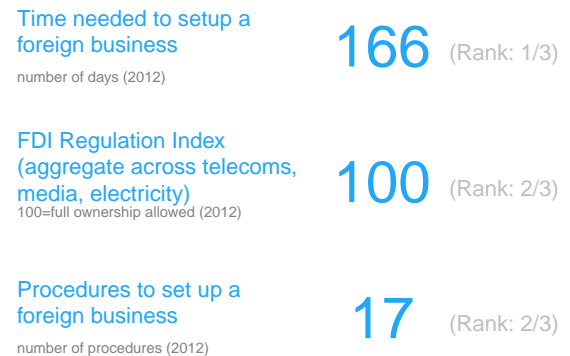 Time needed to setup a
foreign business
number of days (2012)
166 (Rank: 1/3)
FDI Regulation Index
(aggregate across telecoms,
media, electricity)
100=full ownership allowed (2012)
100 (Rank: 2/3)
Procedures to set up a
foreign business
number of procedures (2012)
17 (Rank: 2/3)